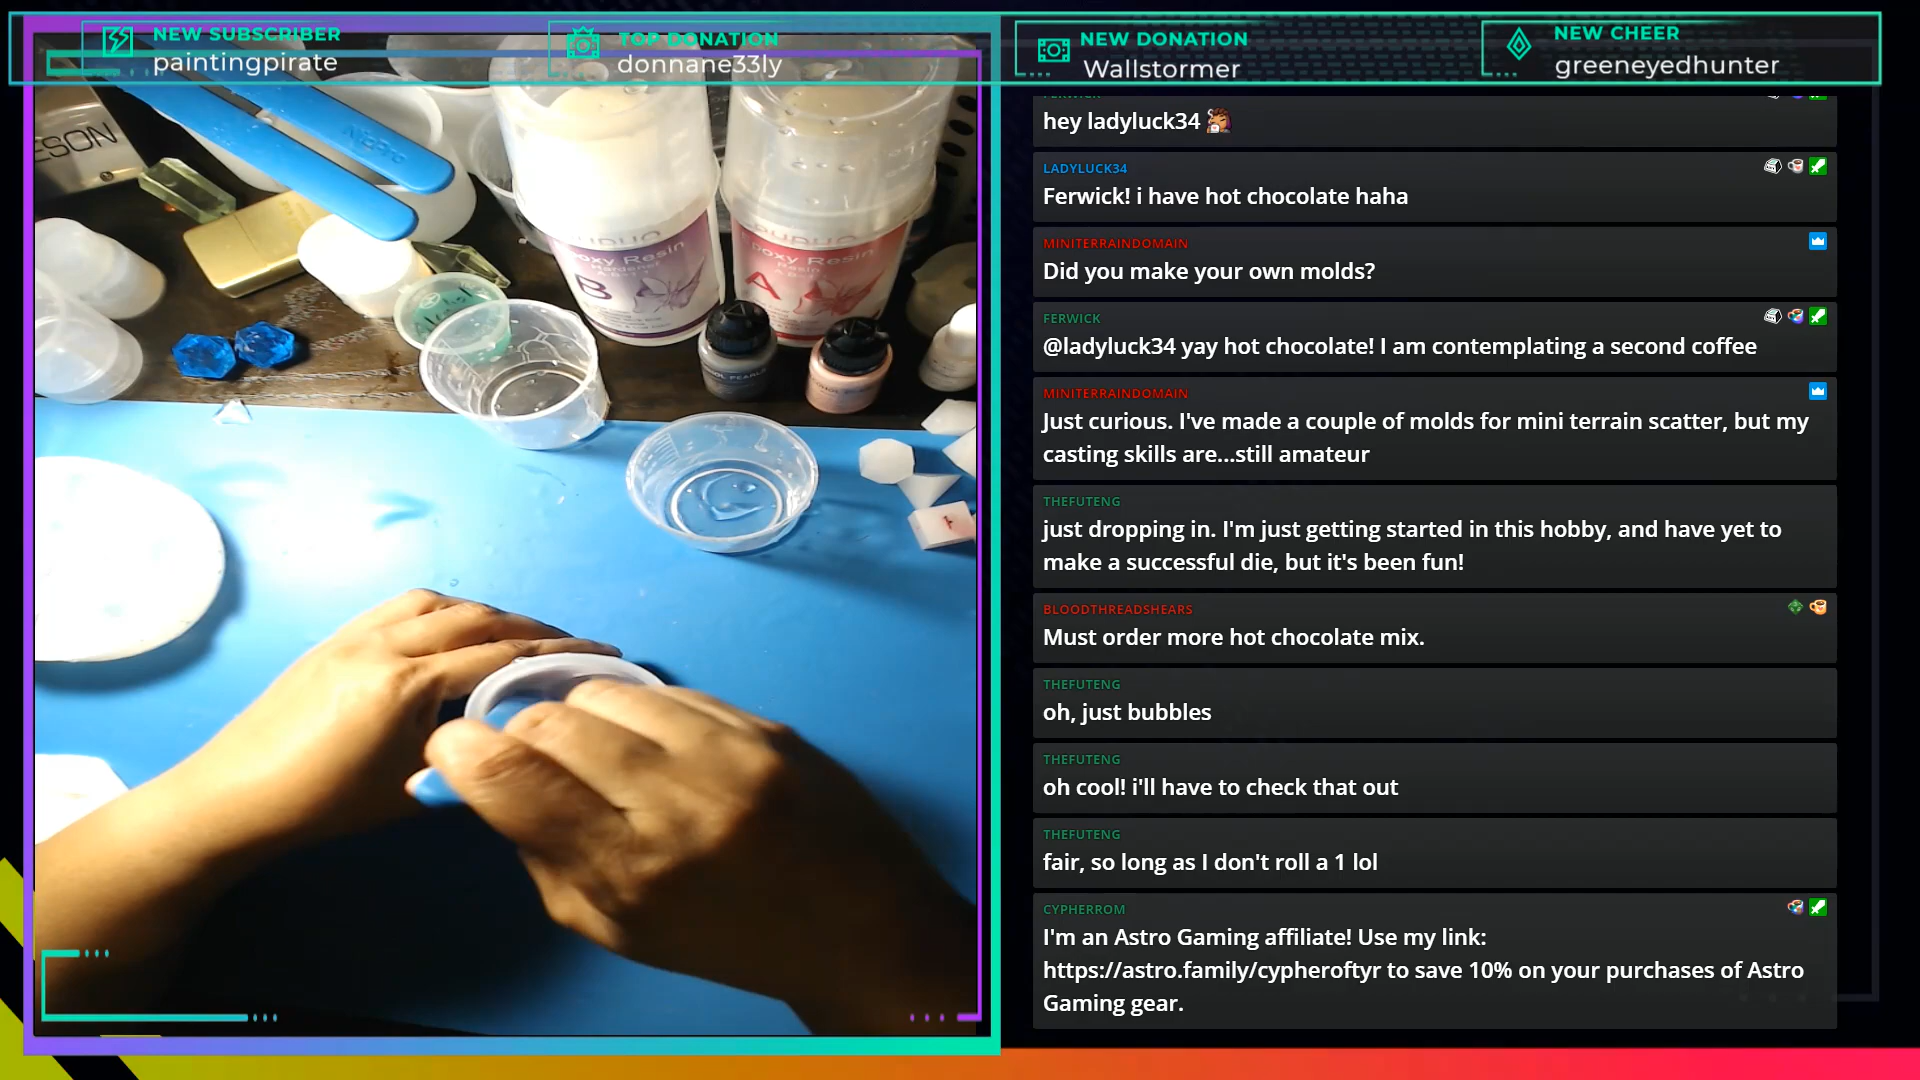 NEW SUBSCRIBER
paintingpirate
TOP DONATION
donnane33ly
NEW DONATION
Wallstormer
NEW CHEER
greeneyedhunter
ESON
Epoxy Resin
Hardener
B
Epoxy Resin
Resin
A
FERWICK
hey ladyluck34
LADYLUCK34
Ferwick! i have hot chocolate haha
MINITERRAINDOMAIN
Did you make your own molds?
FERWICK
@ladyluck34 yay hot chocolate! I am contemplating a second coffee
MINITERRAINDOMAIN
Just curious. I've made a couple of molds for mini terrain scatter, but my
casting skills are...still amateur
THEFUTENG
just dropping in. I'm just getting started in this hobby, and have yet to
make a successful die, but it's been fun!
BLOODTHREADSHEARS
Must order more hot chocolate mix.
THEFUTENG
oh, just bubbles
THEFUTENG
oh cool! i'll have to check that out
THEFUTENG
fair, so long as I don't roll a 1 lol
CYPHERROM
I'm an Astro Gaming affiliate! Use my link:
https://astro.family/cypheroftyr to save 10% on your purchases of Astro
Gaming gear.